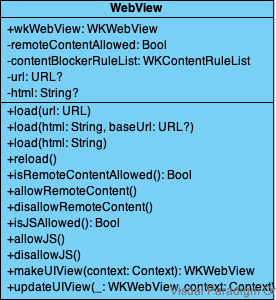 WebView
+wkWebView: WKWebView
-remoteContentAllowed: Bool
-contentBlockerRuleList: WKContentRuleList
-url: URL?
-html: String?
+load(url: URL)
+load(html: String, baseUrl: URL?)
+load(html: String)
+reload()
+isRemoteContentAllowed(): Bool
+allowRemoteContent()
+disallowRemoteContent()
+isJSAllowed(): Bool
+allowJS()
+disallowJS()
+makeUIView(context: Context): WKWebView
+updateUIView(_: WKWebView, context: Context)
Visual Paradigm